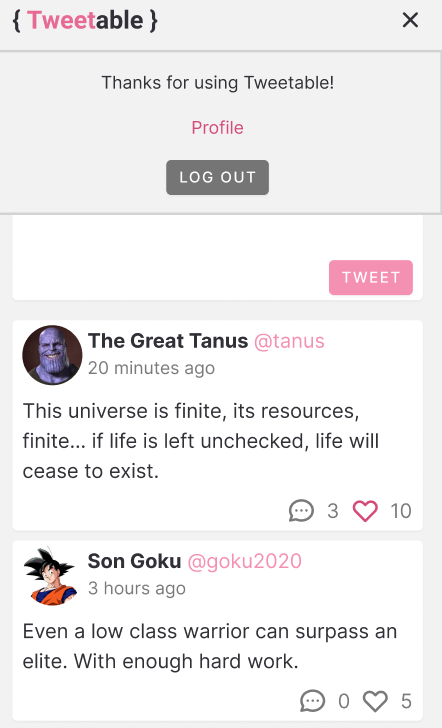 { Tweetable }
Thanks for using Tweetable!
Profile
LOG OUT
TWEET
The Great Tanus @tanus
20 minutes ago
This universe is finite, its resources,
finite... if life is left unchecked, life will
cease to exist.
3 10
Son Goku @goku2020
3 hours ago
Even a low class warrior can surpass an
elite. With enough hard work.
0 5